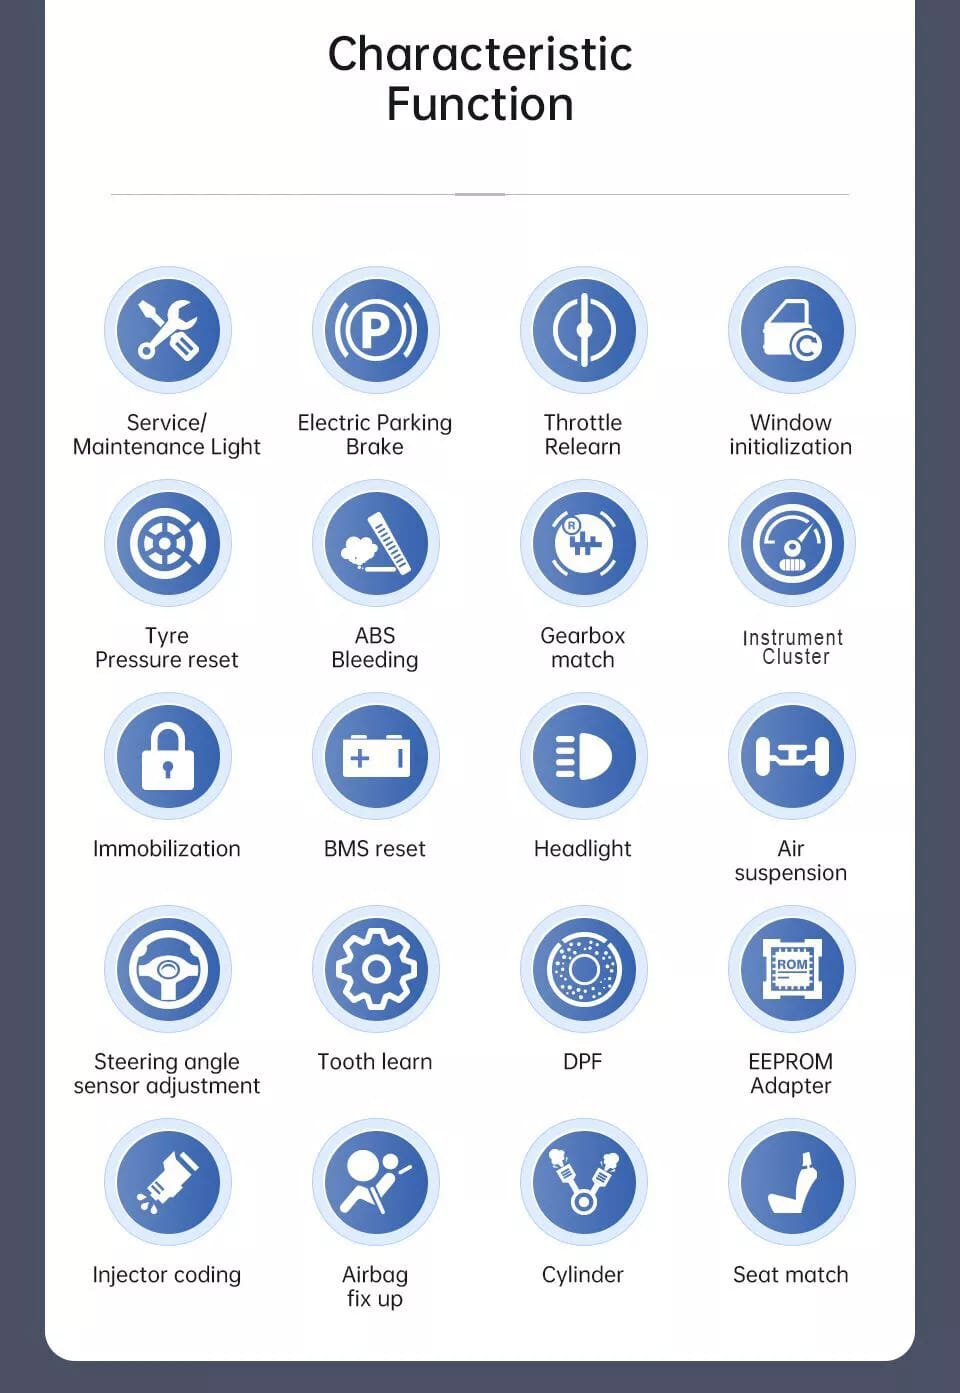 Characteristic
Function
P
Service/
Maintenance Light
Electric Parking
Brake
Throttle
Relearn
Window
initialization
R
Tyre
Pressure reset
ABS
Bleeding
Gearbox
match
Instrument
Cluster
Immobilization
BMS reset
Headlight
Air
suspension
ROM
Steering angle
sensor adjustment
Tooth learn
DPF
EEPROM
Adapter
Injector coding
Airbag
fix up
Cylinder
Seat match